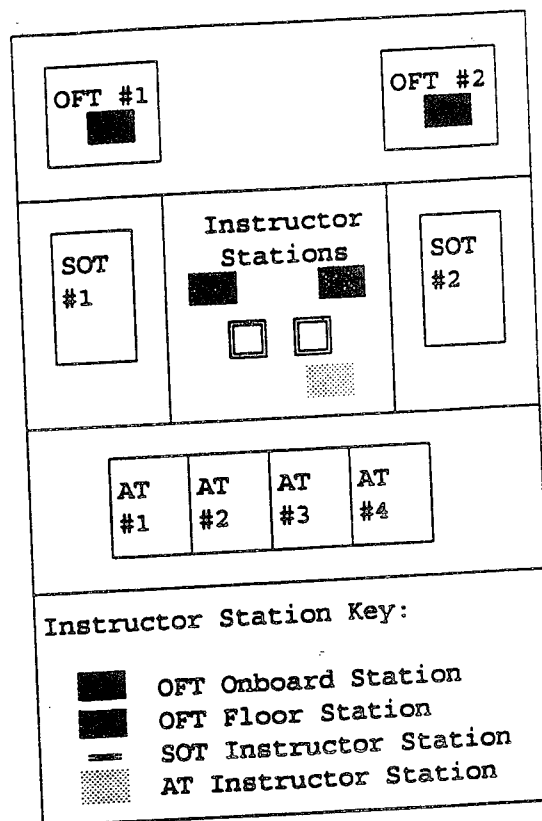 OFT #1
OFT #2
Instructor
Stations
SOT
#1
SOT
#2
AT
#1
AT
#2
AT
#3
AT
#4
Instructor Station Key:
OFT Onboard Station
OFT Floor Station
SOT Instructor Station
AT Instructor Station